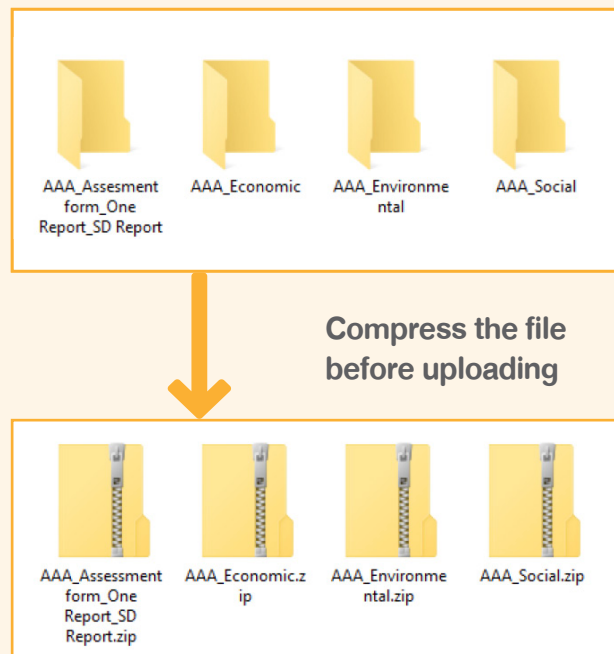 AAA_Assesment
form_One
Report_SD Report
AAA_Economic
AAA_Environme
ntal
AAA_Social
Compress the file
before uploading
AAA_Assessment
form_One
Report_SD
Report.zip
AAA_Economic.z
ip
AAA_Environme
ntal.zip
AAA_Social.zip